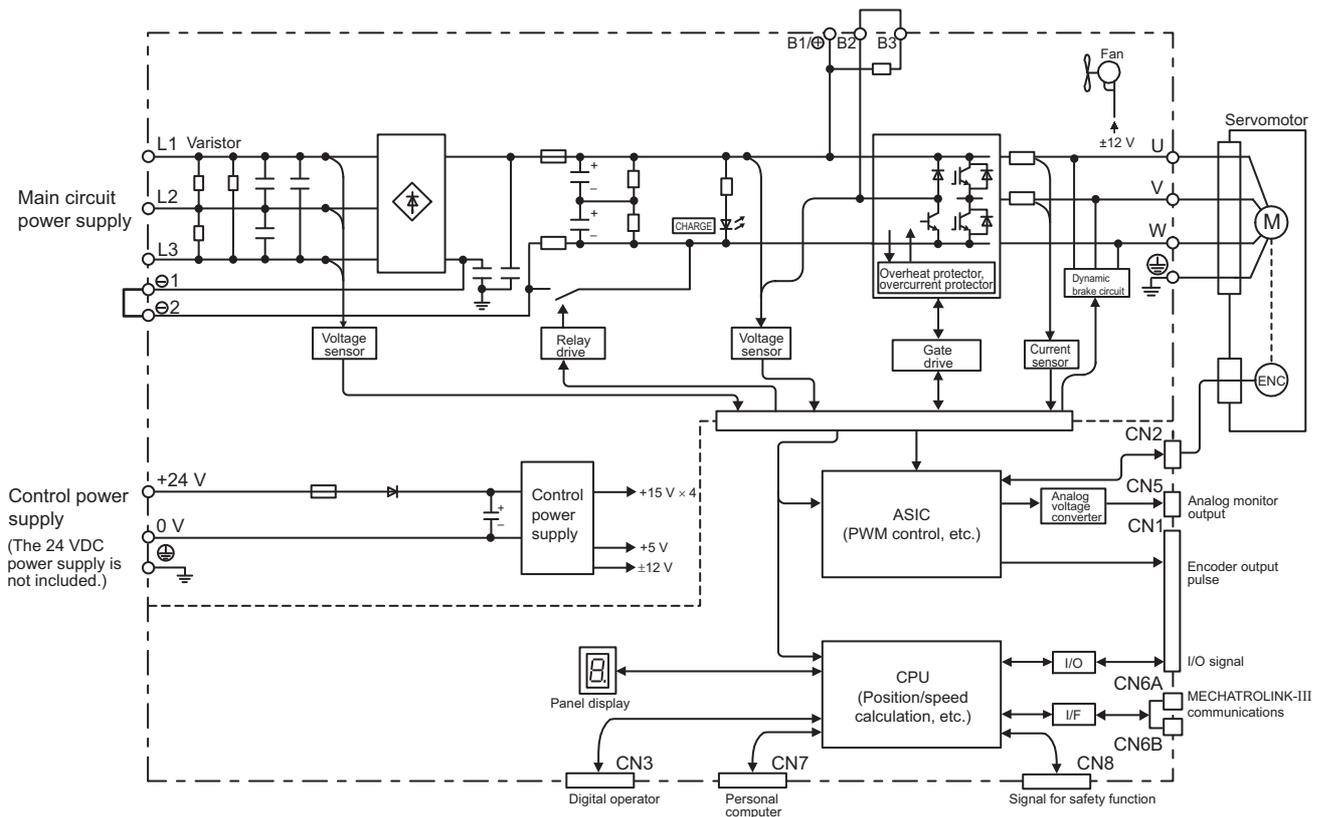 B1/⊕ B2 B3
Fan
±12 V
Servomotor
L1 Varistor
U
L2
V
Main circuit
power supply
CHARGE
W
M
L3
⊖1
⊖2
Overheat protector,
overcurrent protector
Dynamic
brake circuit
Voltage
sensor
Relay
drive
Voltage
sensor
Gate
drive
Current
sensor
ENC
CN2
+24 V
Control power
supply
0 V
(The 24 VDC
power supply is
not included.)
+
–
+
–
+
–
Control
power
supply
+15 V × 4
+5 V
±12 V
ASIC
(PWM control, etc.)
Analog
voltage
converter
CN5
Analog monitor
output
CN1
Encoder output
pulse
8.
Panel display
CPU
(Position/speed
calculation, etc.)
I/O
I/O signal
CN6A
I/F
MECHATROLINK-III
communications
CN6B
CN3
CN7
CN8
Digital operator
Personal
computer
Signal for safety function